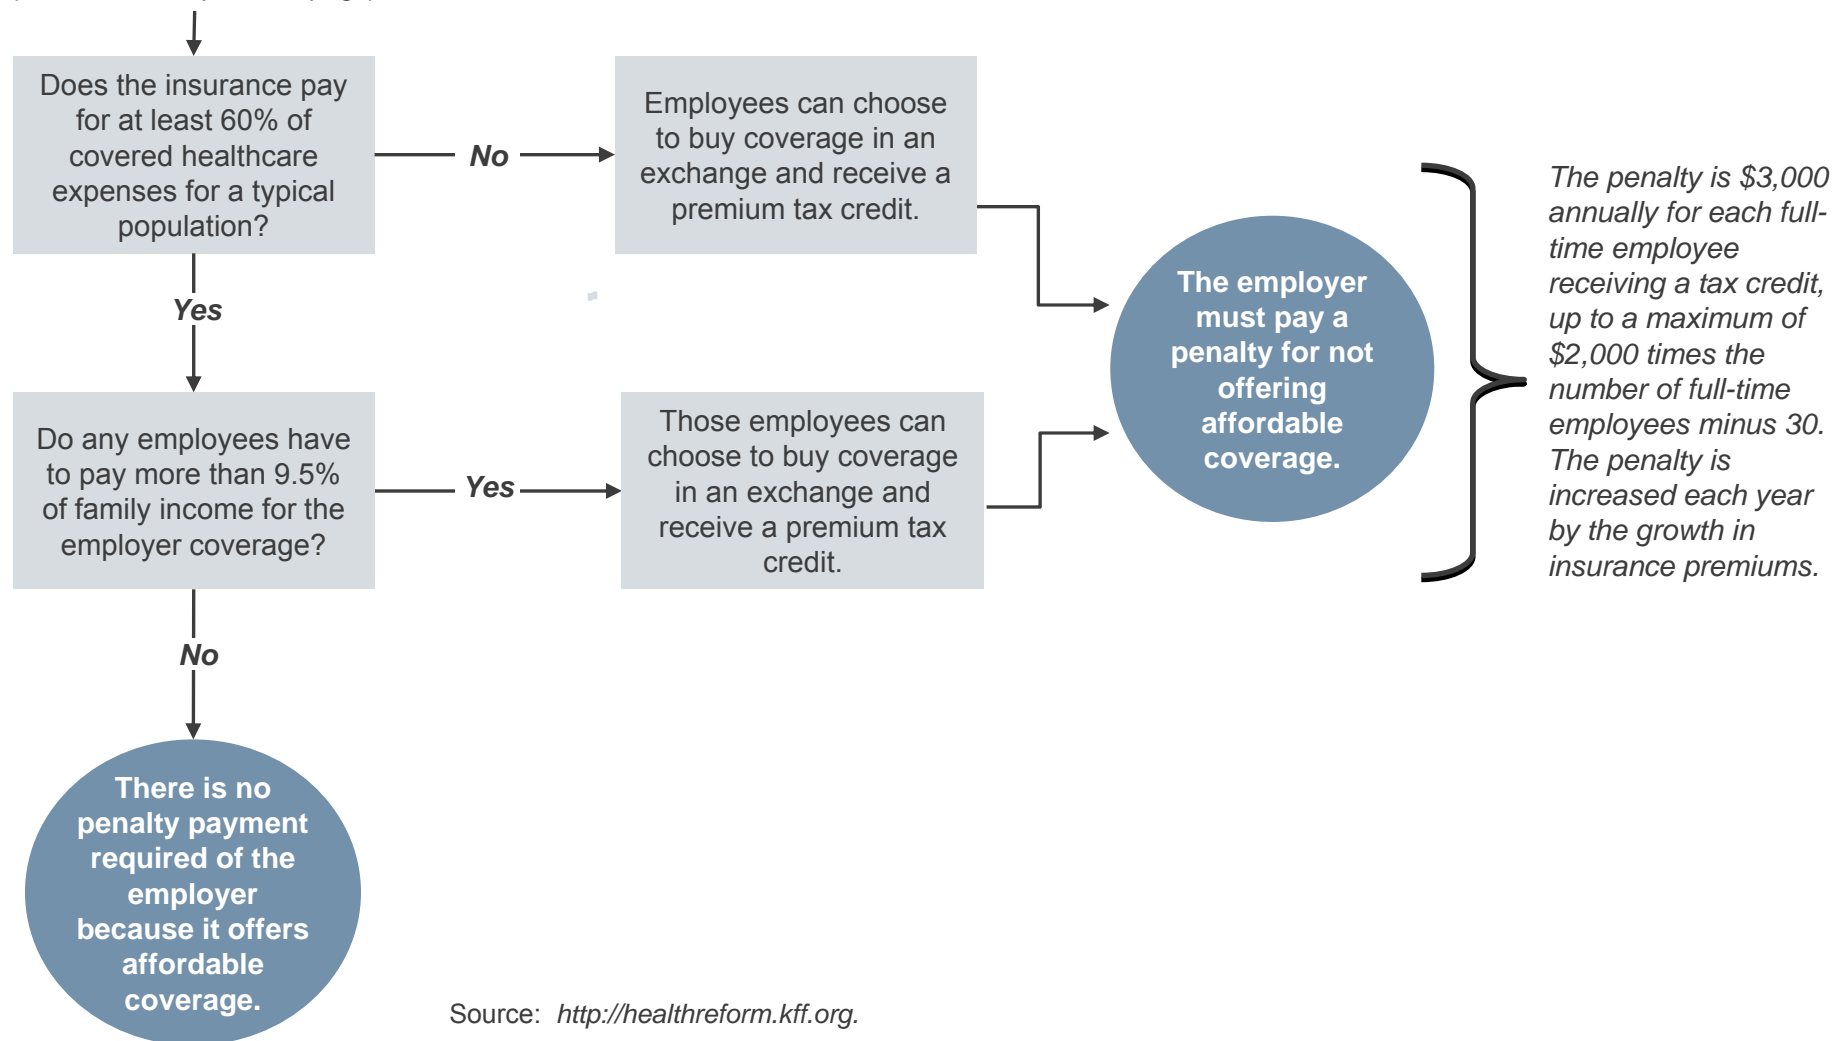 Does the insurance pay
for at least 60% of
covered healthcare
expenses for a typical
population?
No
Employees can choose
to buy coverage in an
exchange and receive a
premium tax credit.
The employer
must pay a
penalty for not
offering
affordable
coverage.
The penalty is $3,000
annually for each full-
time employee
receiving a tax credit,
up to a maximum of
$2,000 times the
number of full-time
employees minus 30.
The penalty is
increased each year
by the growth in
insurance premiums.
Yes
Do any employees have
to pay more than 9.5%
of family income for the
employer coverage?
Yes
Those employees can
choose to buy coverage
in an exchange and
receive a premium tax
credit.
No
There is no
penalty payment
required of the
employer
because it offers
affordable
coverage.
Source: http://healthreform.kff.org.